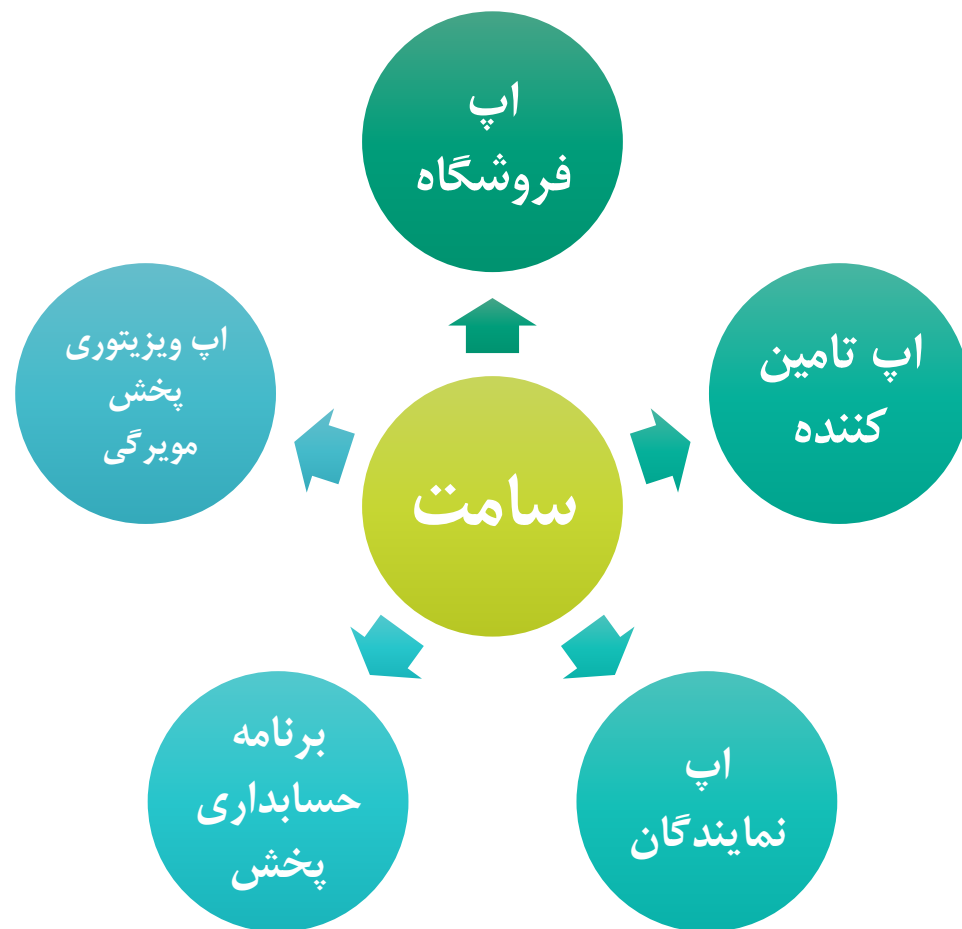 اپ
فروشگاه
اپ تامین
کننده
اپ ویزیتوری
پخش
مویرگی
سامت
برنامه
حسابداری
پخش
اپ
نمایندگان